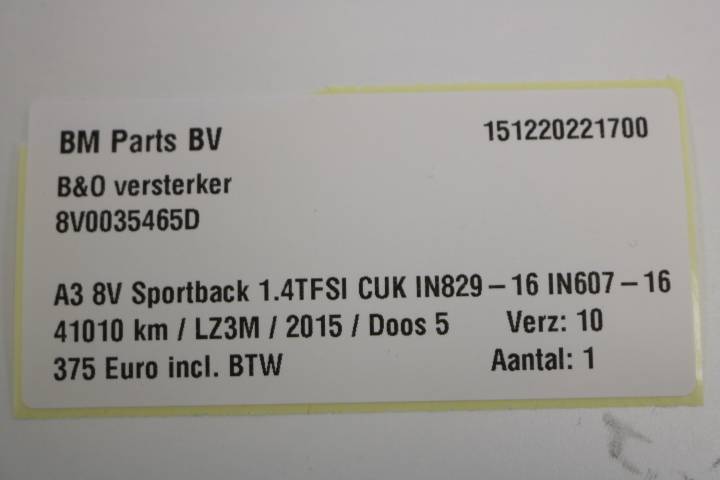 BM Parts BV 151220221700
B&O versterker
8V0035465D
A3 8V Sportback 1.4TFSI CUK IN829 – 16 IN607 – 16
41010 km / LZ3M / 2015 / Doos 5 Verz: 10
375 Euro incl. BTW Aantal: 1